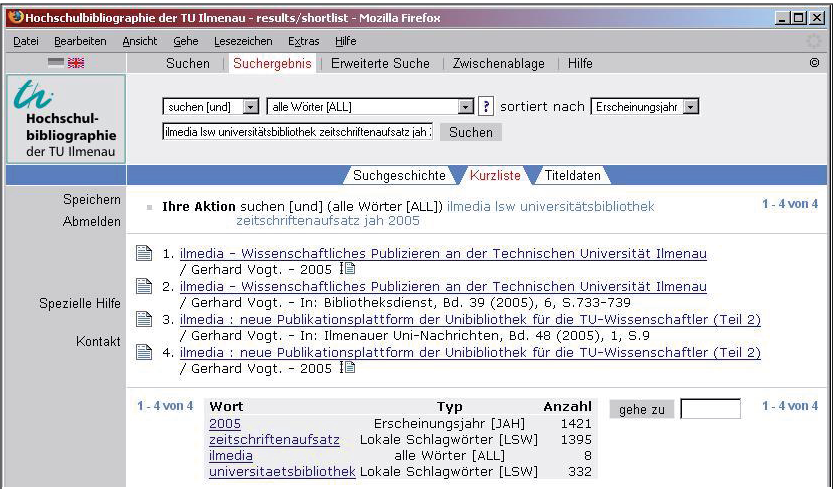 Hochschulbibliographie der TU Ilmenau - results/shortlist - Mozilla Firefox
Datei Bearbeiten Ansicht Gehe Lesezeichen Extras Hilfe
Suchen | Suchergebnis | Erweiterte Suche | Zwischenablage | Hilfe ©
th
Hochschul-
bibliographie
der TU Ilmenau
suchen [und] alle Wörter [ALL] ? sortiert nach Erscheinungsjahr
ilmedia lsw universitätsbibliothek zeitschriftenaufsatz jah Suchen
Suchgeschichte Kurzliste Titeldaten
Speichern
Abmelden
Spezielle Hilfe
Kontakt
Ihre Aktion suchen [und] (alle Wörter [ALL]) ilmedia lsw universitätsbibliothek 1 - 4 von 4
zeitschriftenaufsatz jah 2005
1. ilmedia - Wissenschaftliches Publizieren an der Technischen Universität Ilmenau
/ Gerhard Vogt. - 2005
2. ilmedia - Wissenschaftliches Publizieren an der Technischen Universität Ilmenau
/ Gerhard Vogt. - In: Bibliotheksdienst, Bd. 39 (2005), 6, S.733-739
3. ilmedia : neue Publikationsplattform der Unibibliothek für die TU-Wissenschaftler (Teil 2)
/ Gerhard Vogt. - In: Ilmenauer Uni-Nachrichten, Bd. 48 (2005), 1, S.9
4. ilmedia : neue Publikationsplattform der Unibibliothek für die TU-Wissenschaftler (Teil 2)
/ Gerhard Vogt. - 2005
1 - 4 von 4 Wort Typ Anzahl gehe zu 1 - 4 von 4
2005 Erscheinungsjahr [JAH] 1421
zeitschriftenaufsatz Lokale Schlagwörter [LSW] 1395
ilmedia alle Wörter [ALL] 8
universitaetsbibliothek Lokale Schlagwörter [LSW] 332